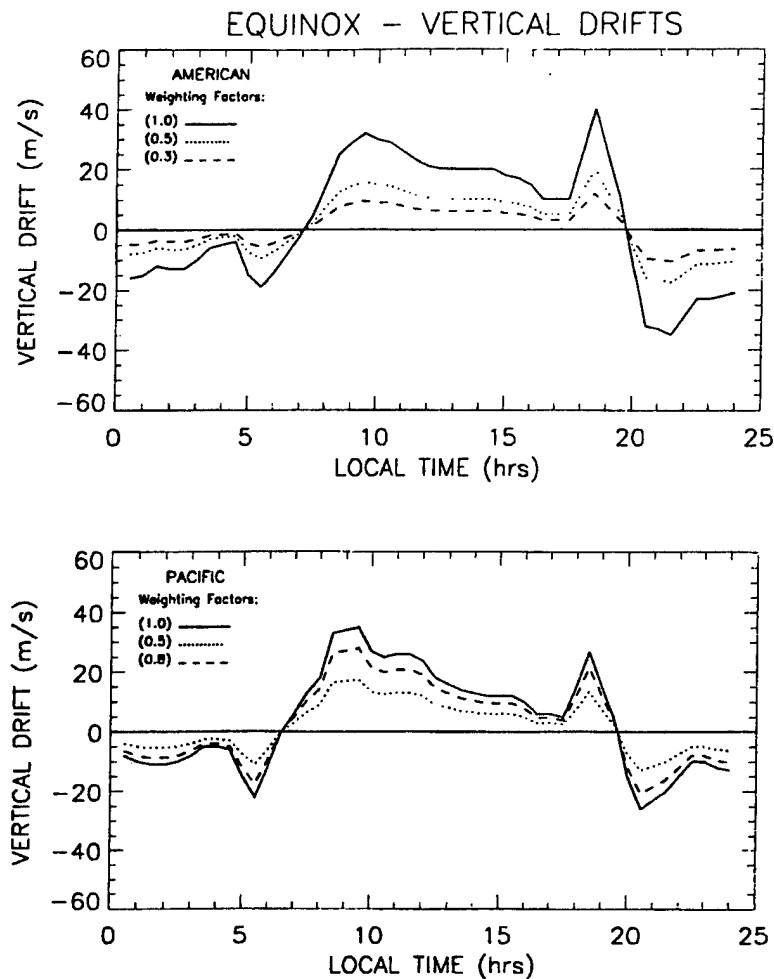 EQUINOX – VERTICAL DRIFTS
60
40
20
0
-20
-40
-60
VERTICAL DRIFT (m/s)
AMERICAN
Weighting Factors:
(1.0)
(0.5)
(0.3)
0 5 10 15 20 25
LOCAL TIME (hrs)
60
40
20
0
-20
-40
-60
VERTICAL DRIFT (m/s)
PACIFIC
Weighting Factors:
(1.0)
(0.5)
(0.8)
0 5 10 15 20 25
LOCAL TIME (hrs)